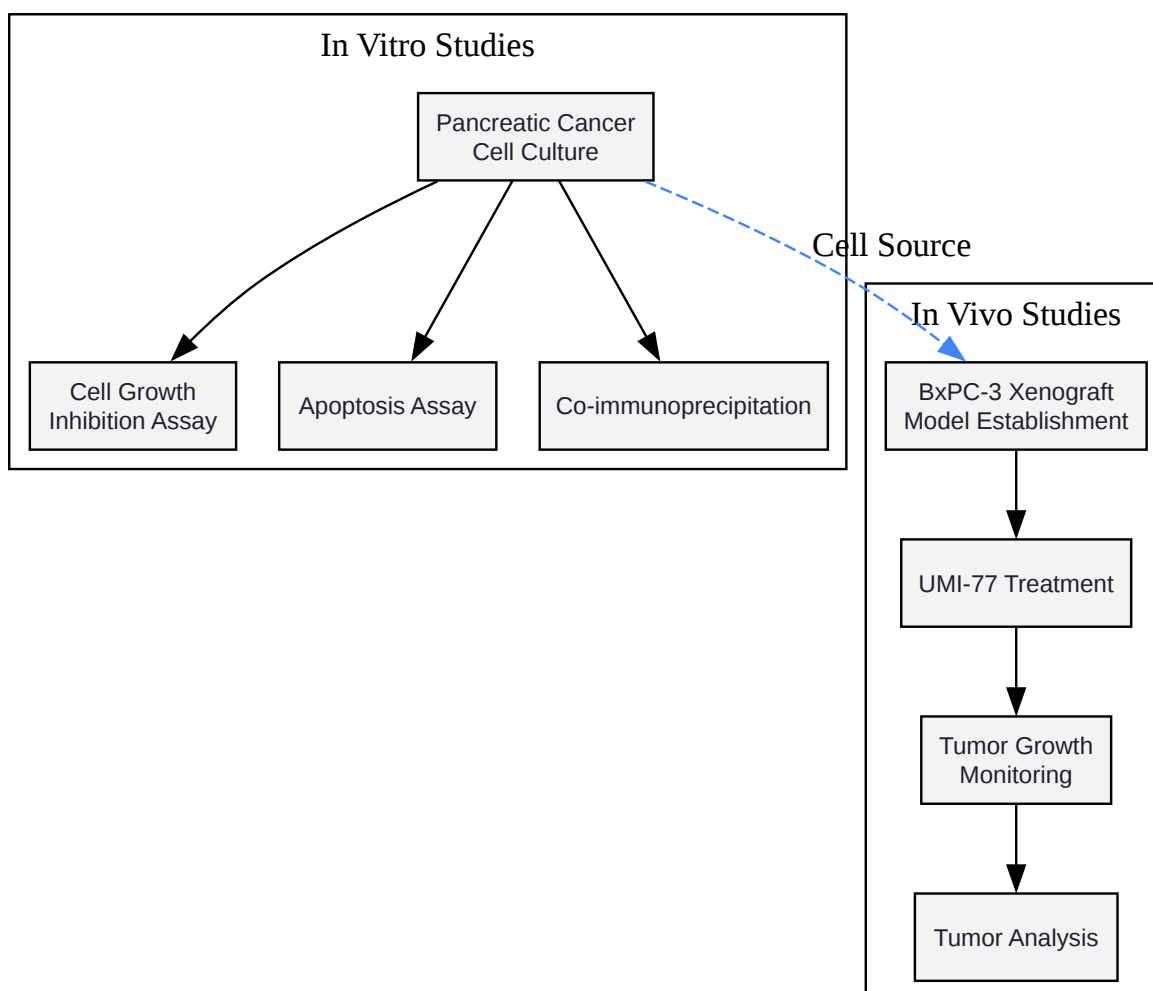 In Vitro Studies
Pancreatic Cancer
Cell Culture
Cell Source
In Vivo Studies
Cell Growth
Inhibition Assay
Apoptosis Assay
Co-immunoprecipitation
BxPC-3 Xenograft
Model Establishment
UMI-77 Treatment
Tumor Growth
Monitoring
Tumor Analysis